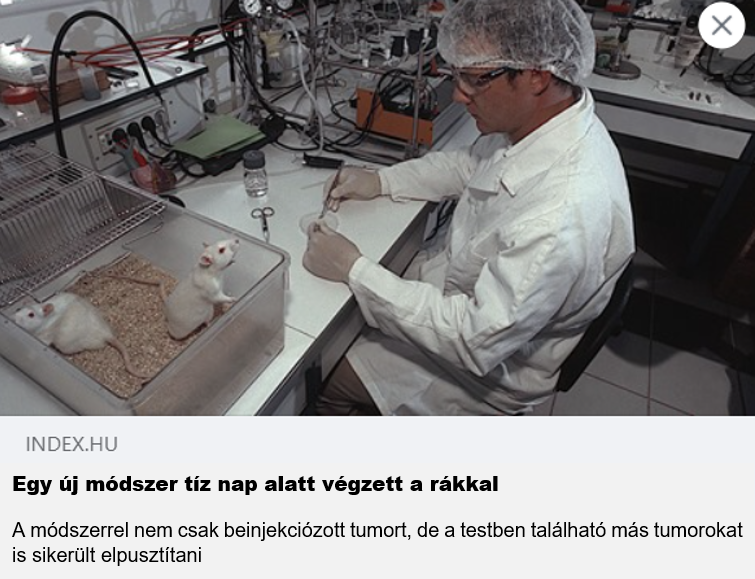 INDEX.HU
Egy új módszer tíz nap alatt végzett a rákkal
A módszerrel nem csak beinjekciózott tumort, de a testben található más tumorokat
is sikerült elpusztítani